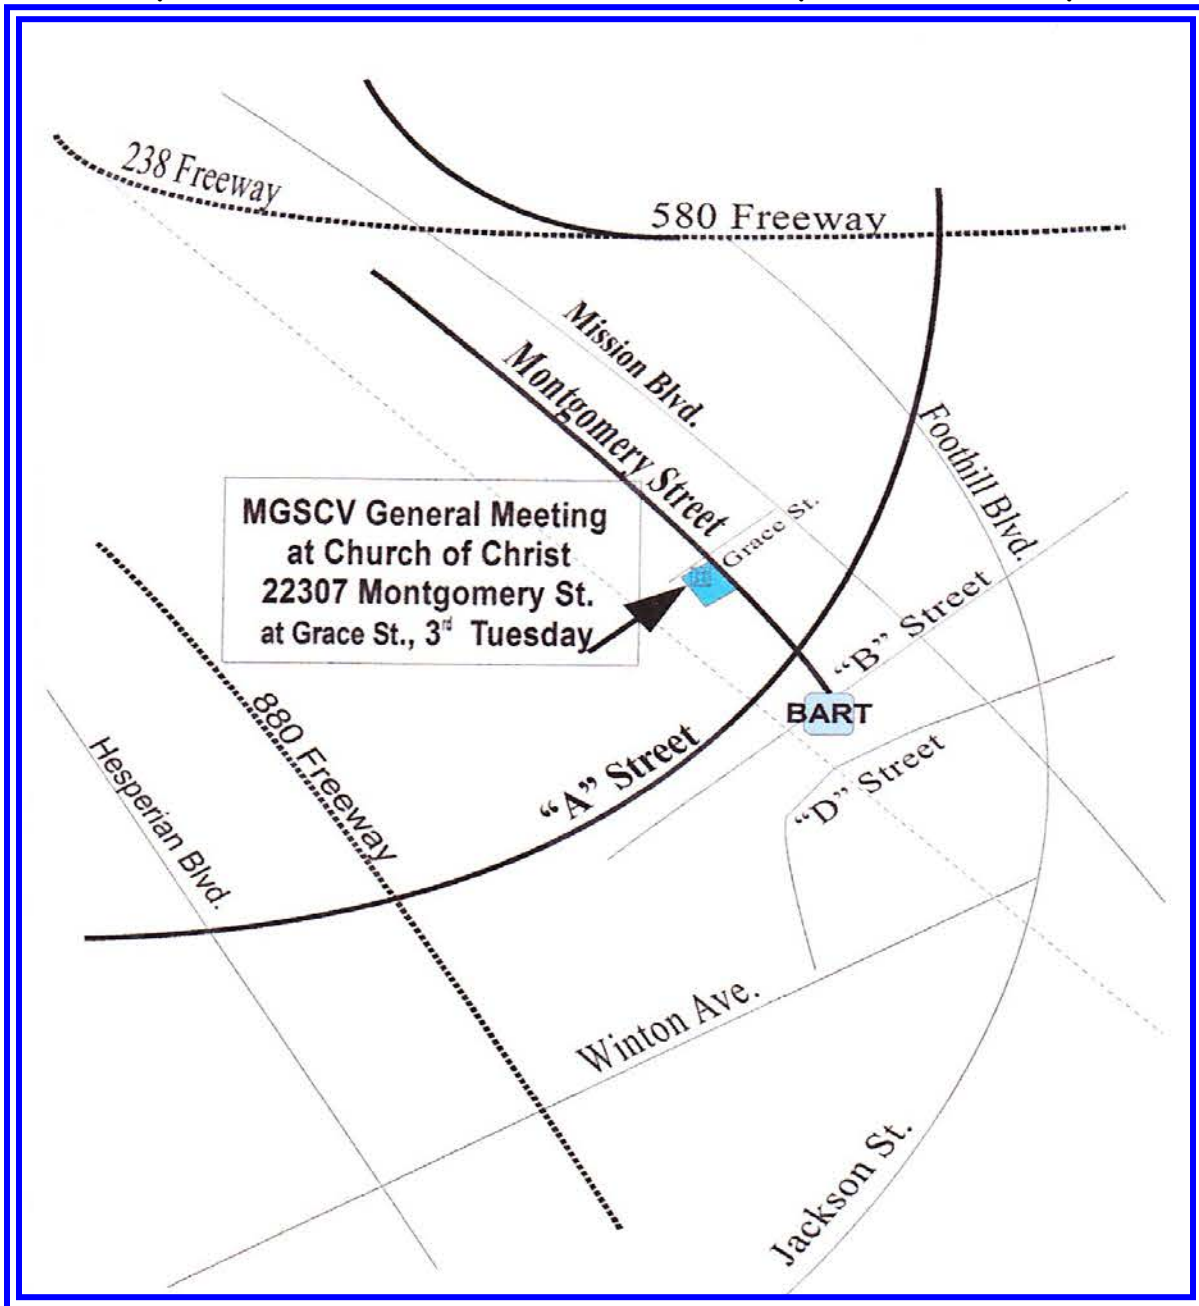 238 Freeway
580 Freeway
Mission Blvd.
Montgomery Street
Foothill Blvd.
MGSCV General Meeting
at Church of Christ
22307 Montgomery St.
at Grace St., 3rd Tuesday
Grace St.
"B" Street
BART
880 Freeway
"A" Street
"D" Street
Hesperian Blvd.
Winton Ave.
Jackson St.